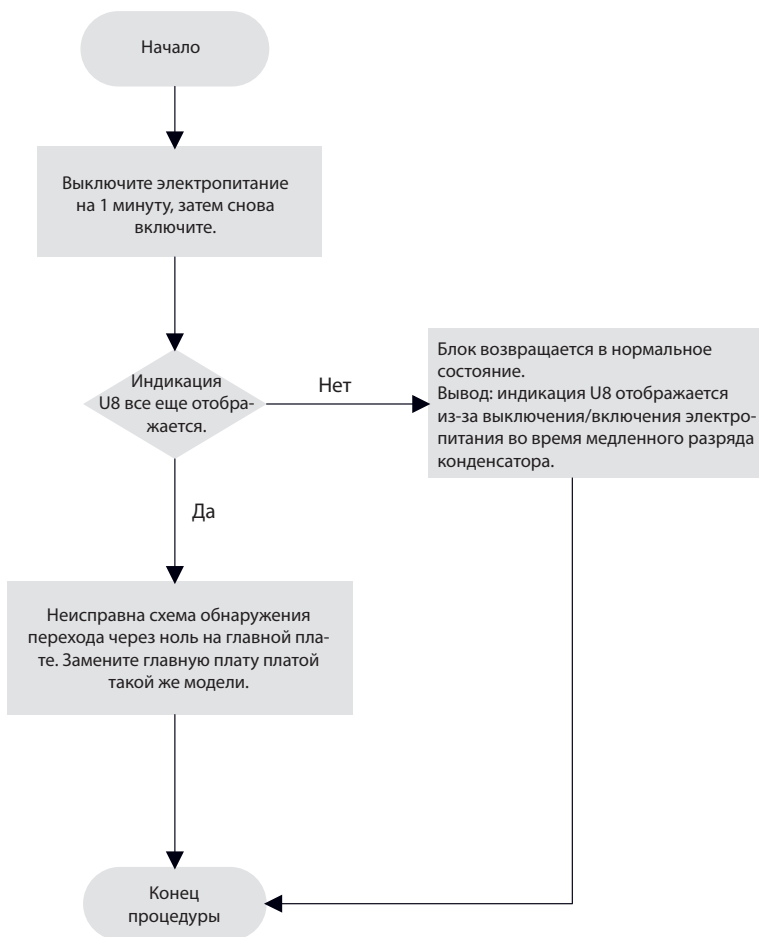 Начало
Выключите электропитание
на 1 минуту, затем снова
включите.
Индикация
U8 все еще отобра-
жается.
Нет
Блок возвращается в нормальное
состояние.
Вывод: индикация U8 отображается
из-за выключения/включения электро-
питания во время медленного разряда
конденсатора.
Да
Неисправна схема обнаружения
перехода через ноль на главной пла-
те. Замените главную плату платой
такой же модели.
Конец
процедуры